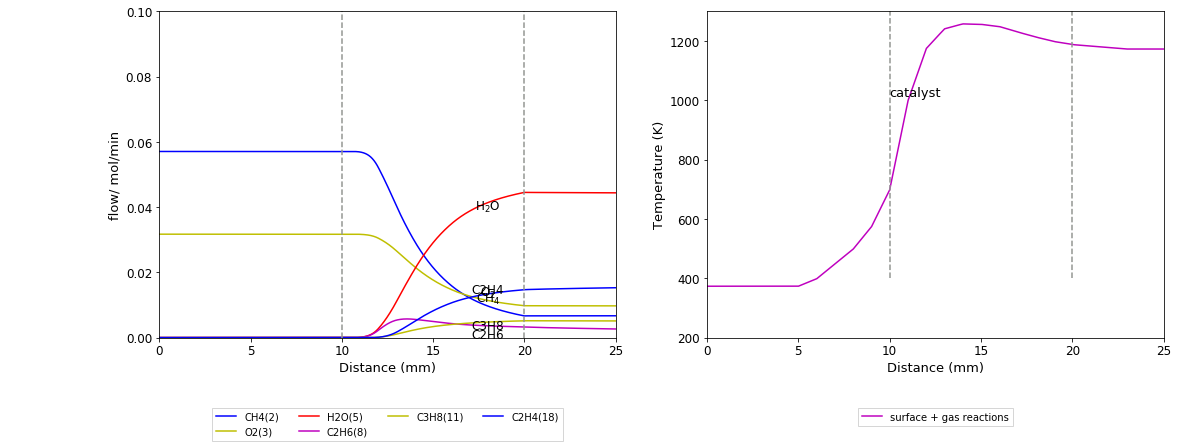 0.10
0.08
0.06
0.04
0.02
0.00
flow/ mol/min
H₂O
C2H4
O₂
CH₄
C3H8
C2H6
0 5 10 15 20 25
Distance (mm)
CH4(2) H2O(5) C3H8(11) C2H4(18)
O2(3) C2H6(8)
1200
1000
800
600
400
200
Temperature (K)
catalyst
0 5 10 15 20 25
Distance (mm)
surface + gas reactions